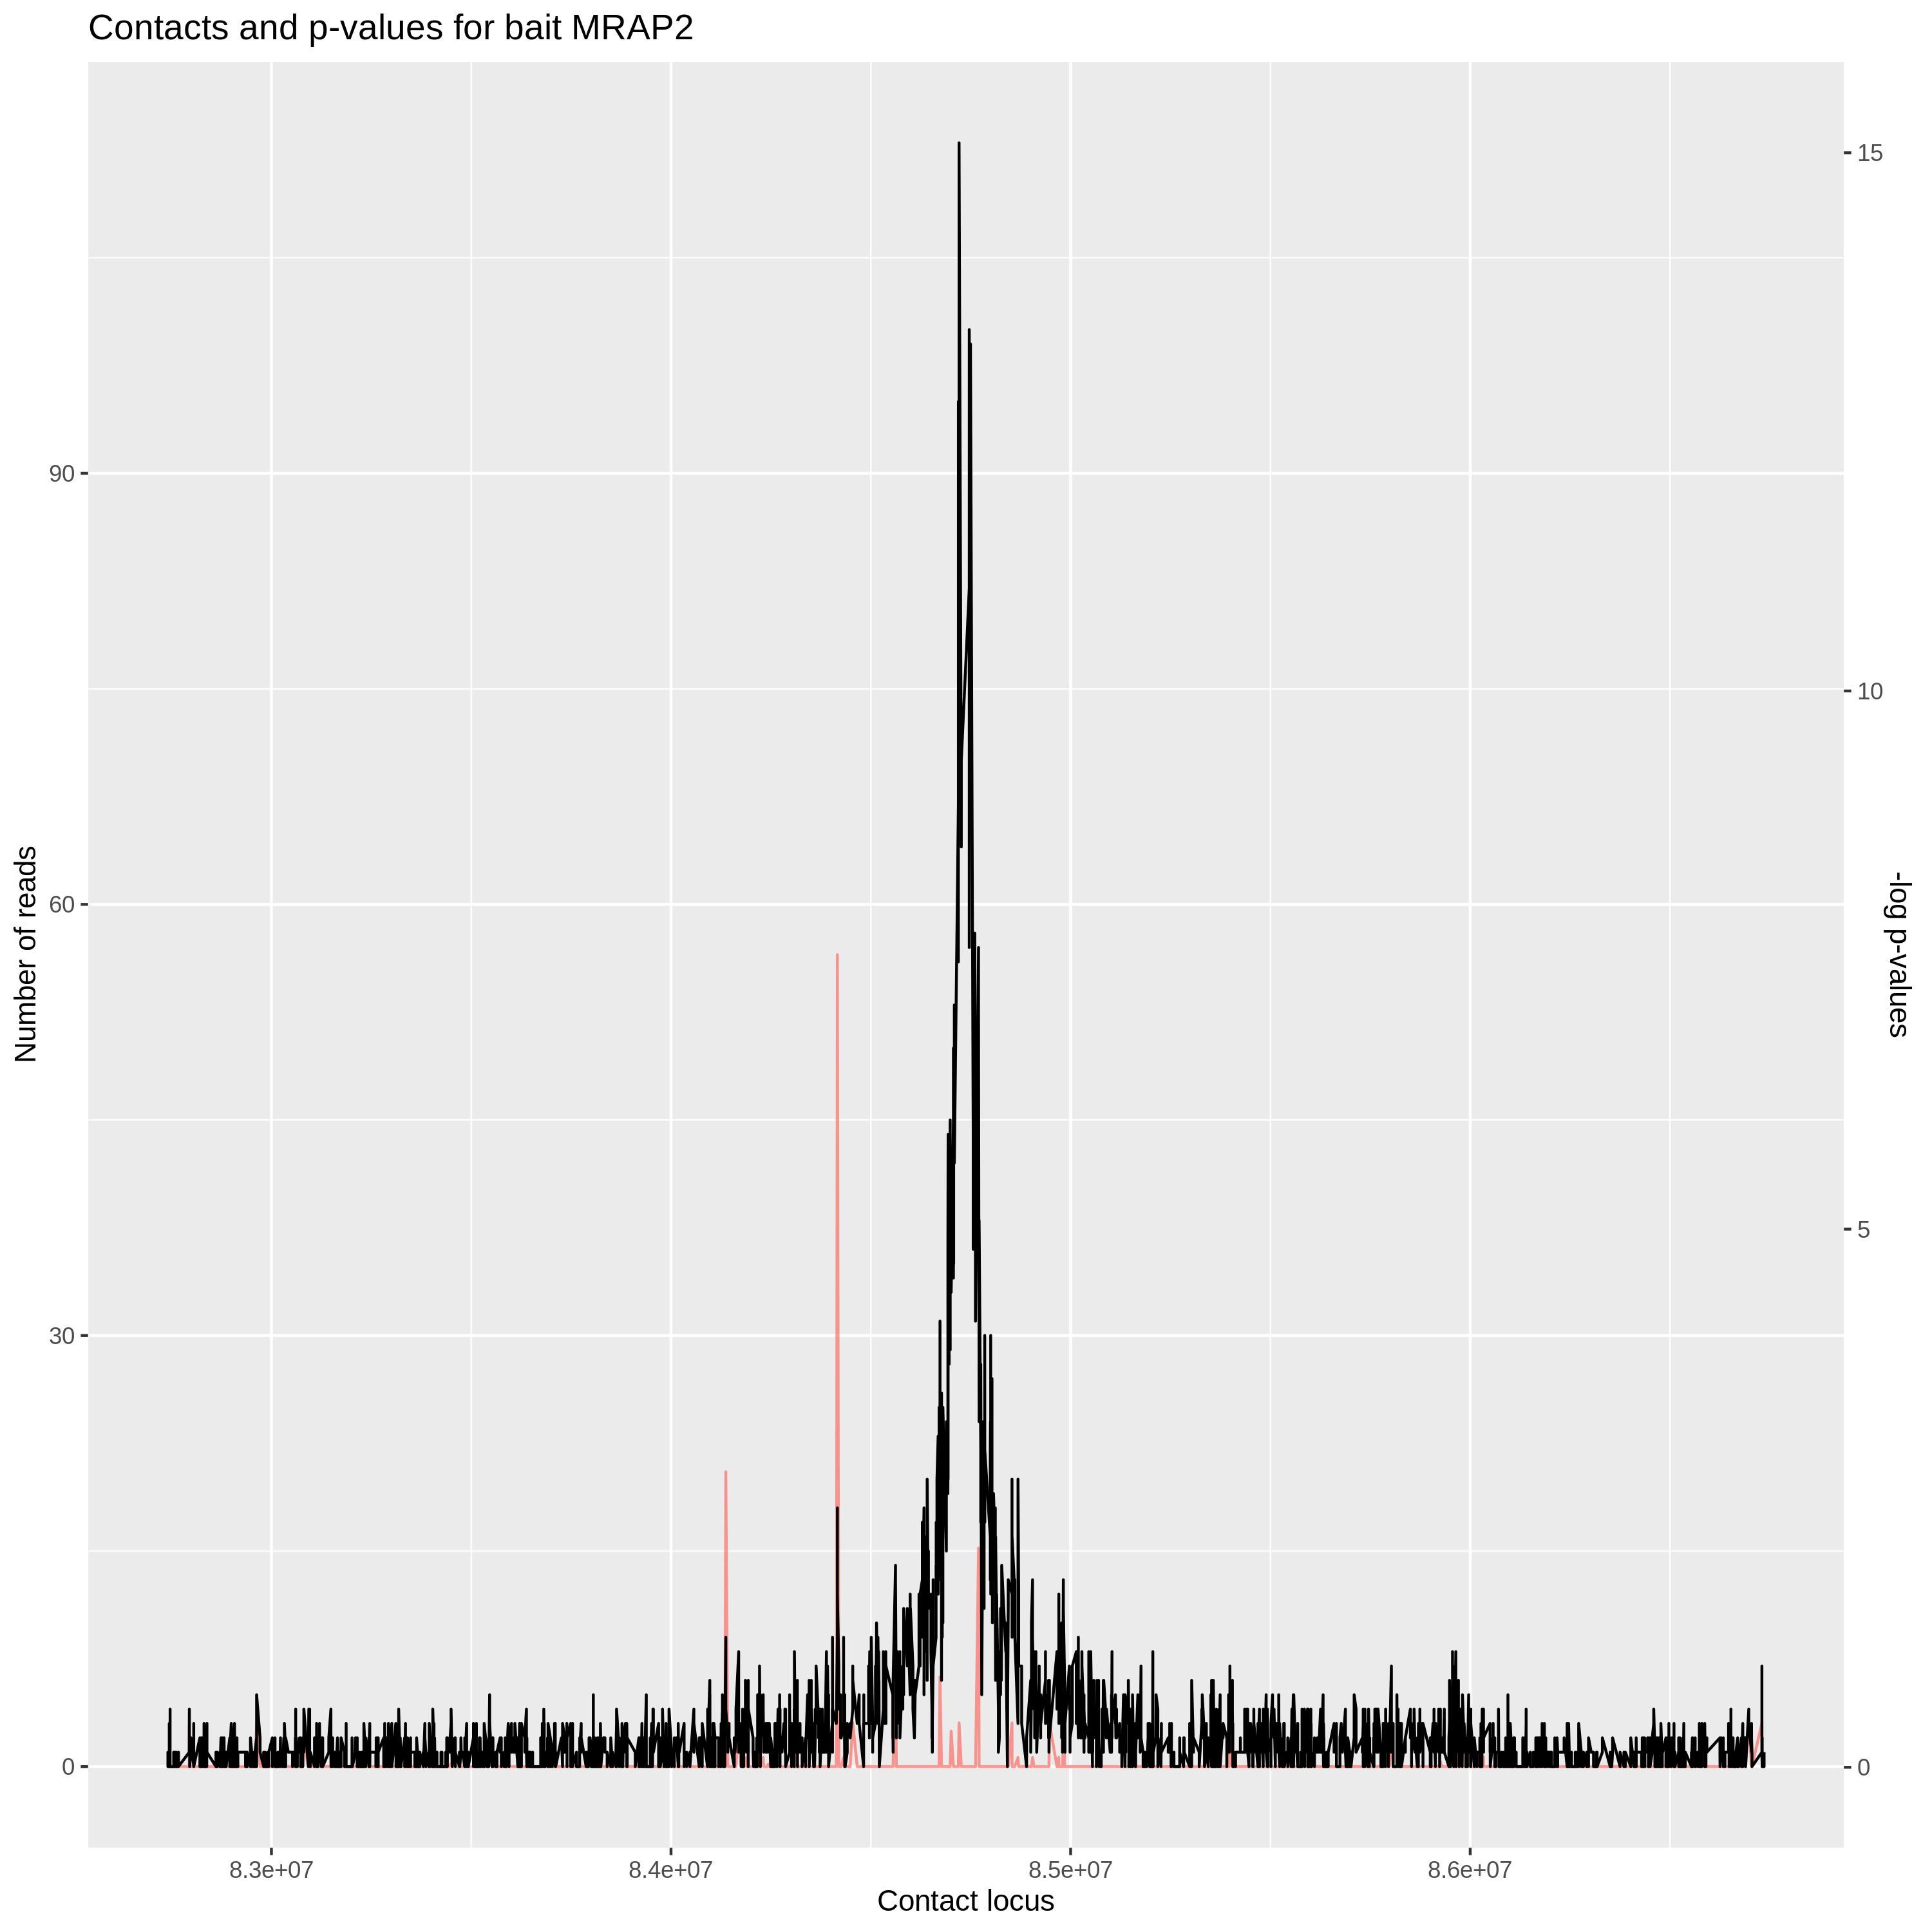 Contacts and p-values for bait MRAP2
Number of reads
90
60
30
0
15
10
5
0
-log p-values
8.3e+07
8.4e+07
8.5e+07
8.6e+07
Contact locus